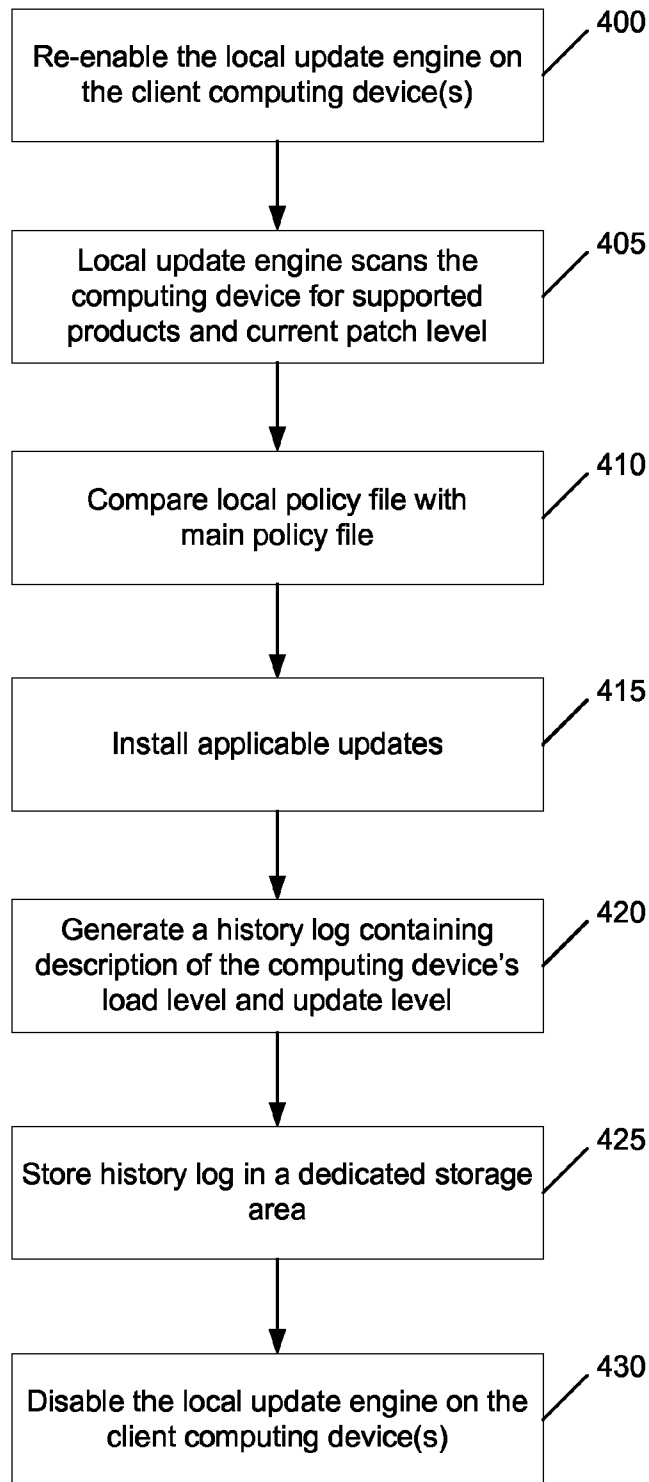 400
Re-enable the local update engine on
the client computing device(s)
405
Local update engine scans the
computing device for supported
products and current patch level
410
Compare local policy file with
main policy file
415
Install applicable updates
420
Generate a history log containing
description of the computing device's
load level and update level
425
Store history log in a dedicated storage
area
430
Disable the local update engine on the
client computing device(s)